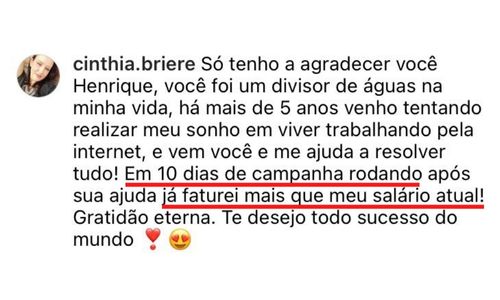 cinthia.briere Só tenho a agradecer você
Henrique, você foi um divisor de águas na
minha vida, há mais de 5 anos venho tentando
realizar meu sonho em viver trabalhando pela
internet, e vem você e me ajuda a resolver
tudo! Em 10 dias de campanha rodando após
sua ajuda já faturei mais que meu salário atual!
Gratidão eterna. Te desejo todo sucesso do
mundo ❣️😍